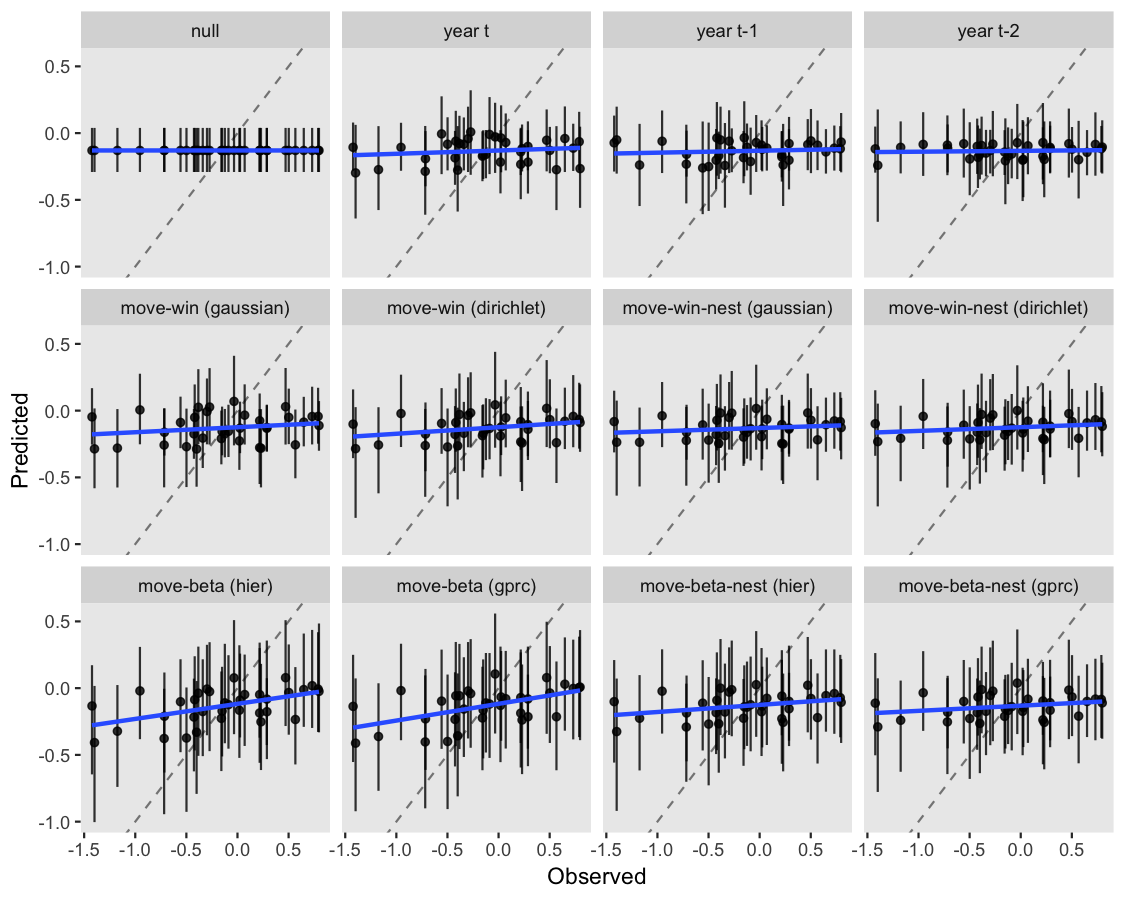 null year t year t-1 year t-2
0.5
0.0
-0.5
-1.0
move-win (gaussian) move-win (dirichlet) move-win-nest (gaussian) move-win-nest (dirichlet)
0.5
0.0
-0.5
-1.0
Predicted
move-beta (hier) move-beta (gprc) move-beta-nest (hier) move-beta-nest (gprc)
0.5
0.0
-0.5
-1.0
-1.5 -1.0 -0.5 0.0 0.5 -1.5 -1.0 -0.5 0.0 0.5 -1.5 -1.0 -0.5 0.0 0.5 -1.5 -1.0 -0.5 0.0 0.5
Observed